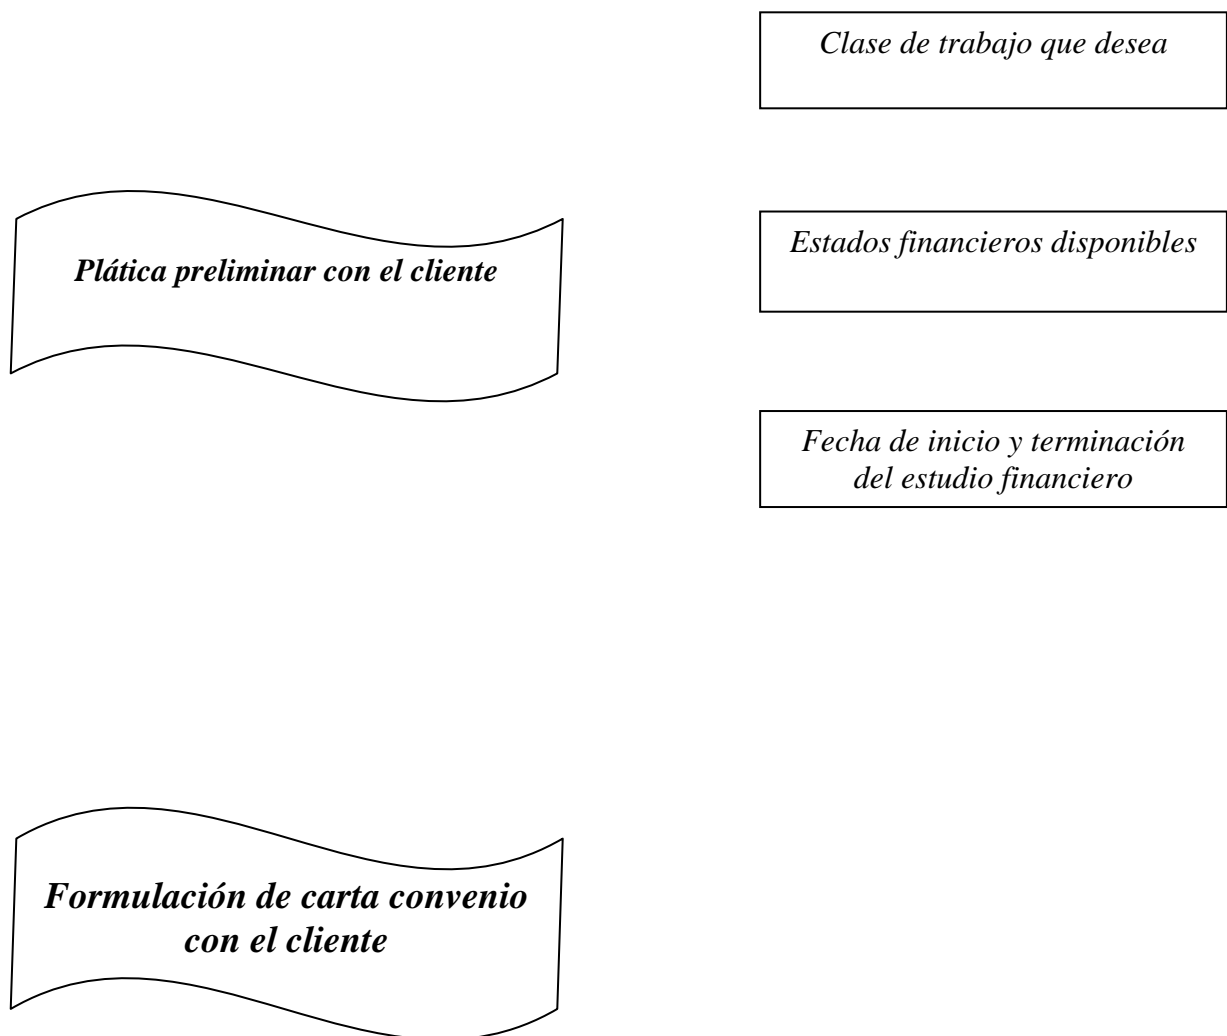 Clase de trabajo que desea
Plática preliminar con el cliente
Estados financieros disponibles
Fecha de inicio y terminación
del estudio financiero
Formulación de carta convenio
con el cliente